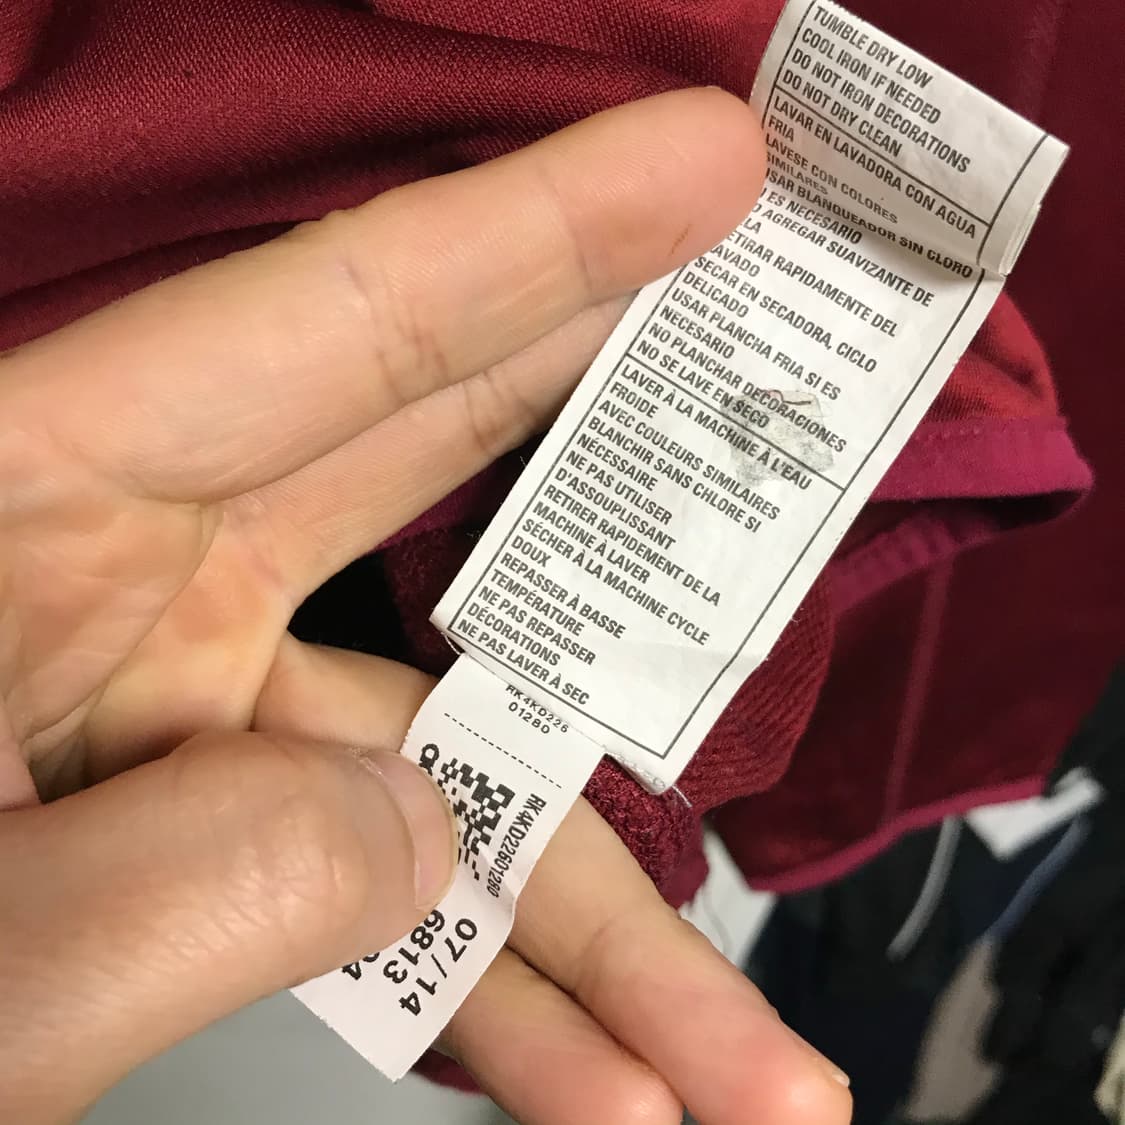 TUMBLE DRY LOW
COOL IRON IF NEEDED
DO NOT IRON DECORATIONS
DO NOT DRY CLEAN
LAVAR EN LAVADORA CON AGUA
FRIA
LAVESE CON COLORES
SIMILARES
USAR BLANQUEADOR SIN CLORO
ES NECESARIO
AGREGAR SUAVIZANTE DE
LA
RETIRAR RAPIDAMENTE DEL
LAVADO
SECAR EN SECADORA, CICLO
DELICADO
USAR PLANCHA FRIA SI ES
NECESARIO
NO PLANCHAR DECORACIONES
NO SE LAVE EN SECO
LAVER À LA MACHINE À L'EAU
FROIDE
AVEC COULEURS SIMILAIRES
BLANCHIR SANS CHLORE SI
NÉCESSAIRE
NE PAS UTILISER
D'ASSOUPLISSANT
RETIRER RAPIDEMENT DE LA
MACHINE À LAVER
SÉCHER À LA MACHINE CYCLE
DOUX
REPASSER À BASSE
TEMPÉRATURE
NE PAS REPASSER
DÉCORATIONS
NE PAS LAVER À SEC
RK4KD226
01280
RK4KD22601280
07/14
6813